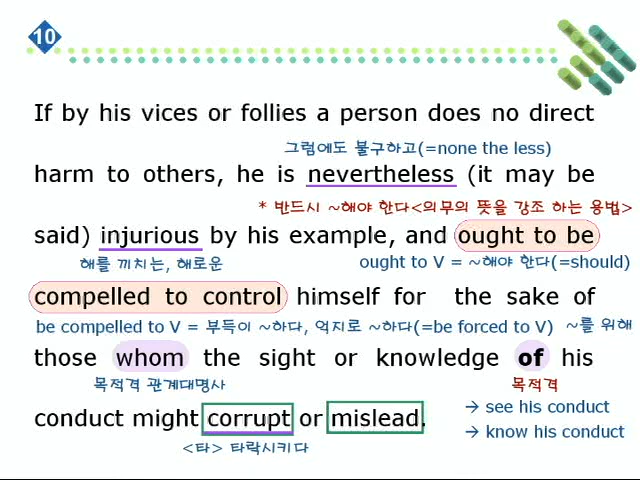 10
If by his vices or follies a person does no direct
그럼에도 불구하고(=none the less)
harm to others, he is nevertheless (it may be
* 반드시 ~해야 한다<의무의 뜻을 강조 하는 용법>
said) injurious by his example, and ought to be
해를 끼치는, 해로운 ought to V = ~해야 한다(=should)
compelled to control himself for the sake of
be compelled to V = 부득이 ~하다, 억지로 ~하다(=be forced to V) ~를 위해
those whom the sight or knowledge of his
목적격 관계대명사 목적격
conduct might corrupt or mislead.
→ see his conduct
→ know his conduct
<타> 타락시키다